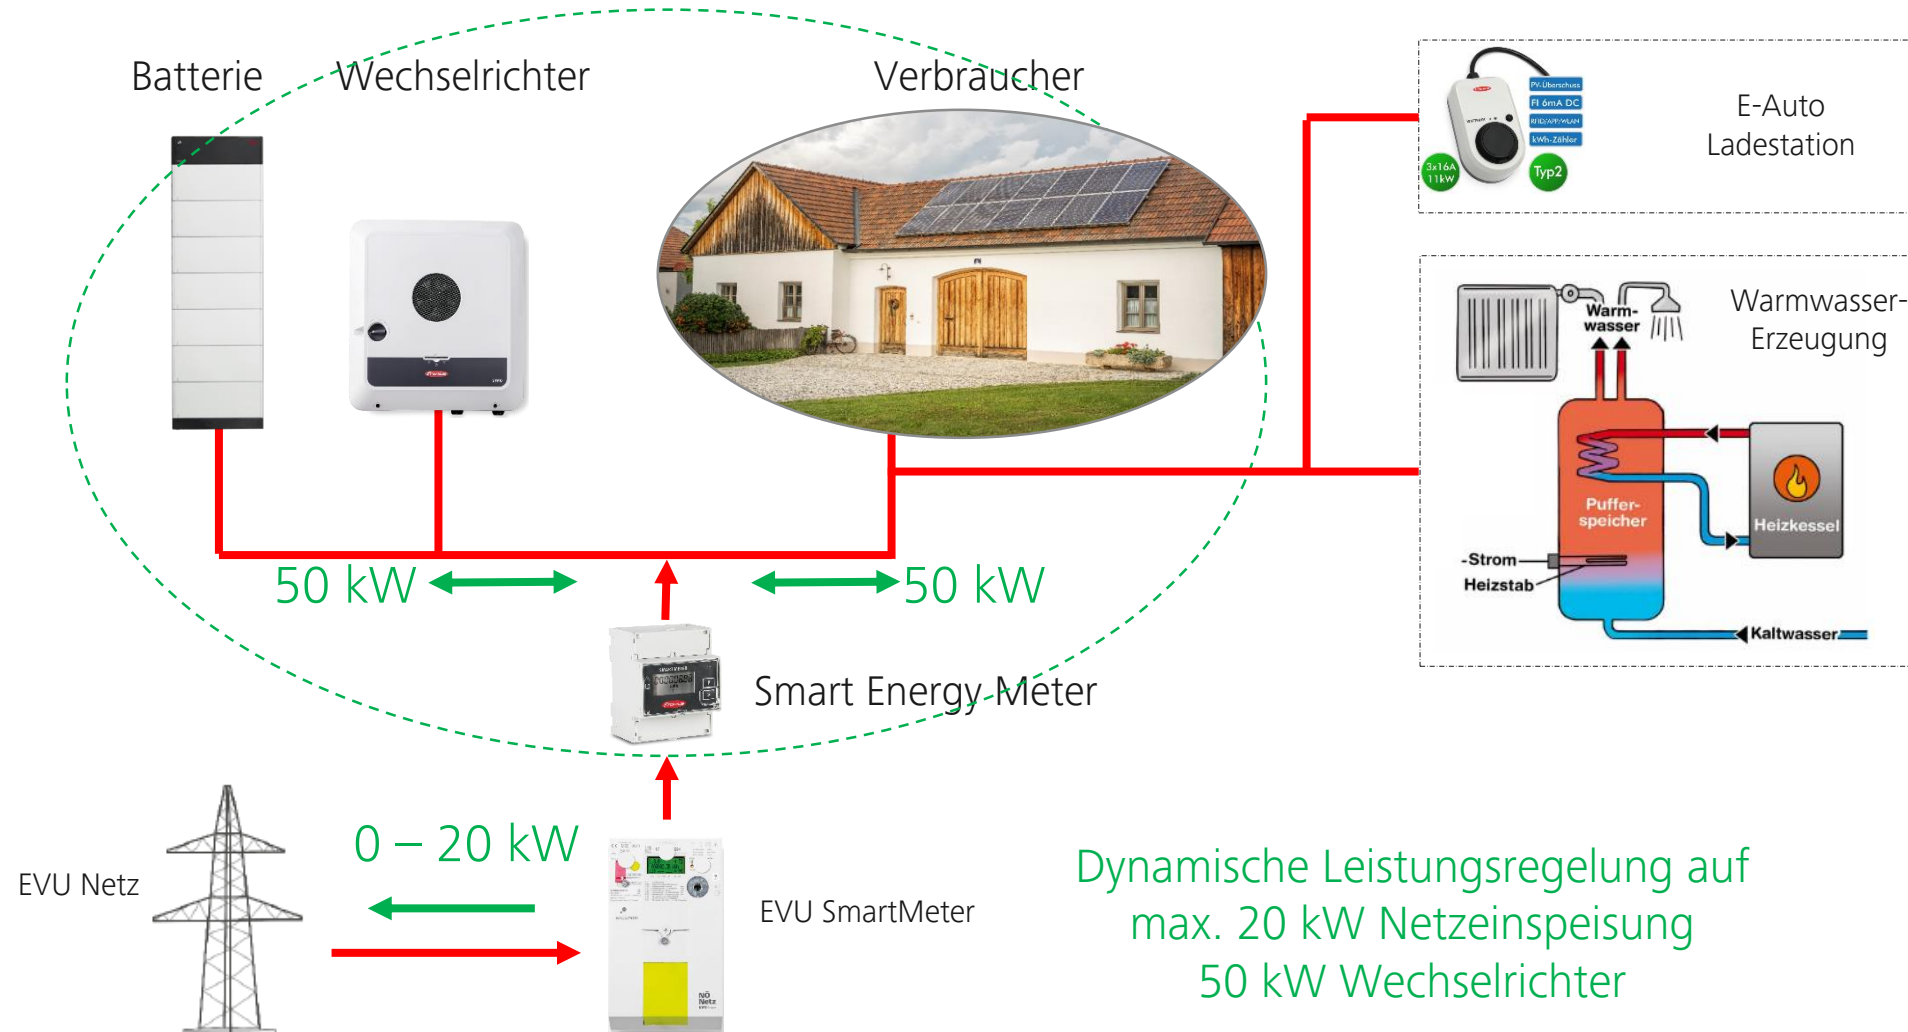 Batterie
Wechselrichter
Verbraucher
PV-Überschuss
FI 6mA DC
RFID/APP/WLAN
kWh-Zähler
3x16A
11kW
Typ2
E-Auto
Ladestation
Warm-
wasser
Warmwasser-
Erzeugung
Puffer-
speicher
Heizkessel
-Strom
Heizstab
Kaltwasser
50 kW
50 kW
Smart Energy Meter
0 – 20 kW
EVU Netz
EVU SmartMeter
NÖ
Netz
Dynamische Leistungsregelung auf
max. 20 kW Netzeinspeisung
50 kW Wechselrichter